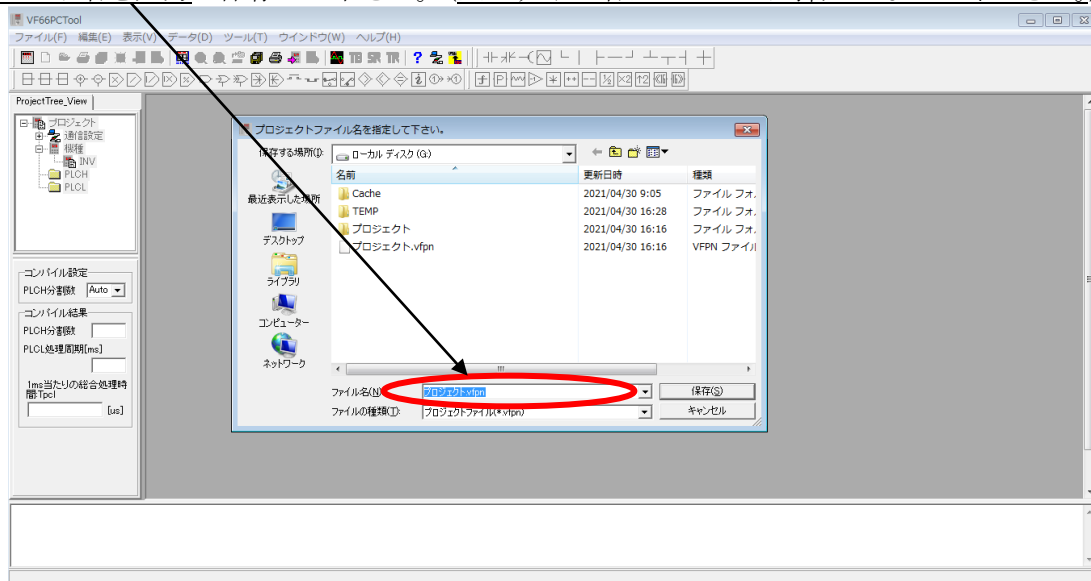 VF66PCTool
ファイル(F) 編集(E) 表示(V) データ(D) ツール(T) ウインドウ(W) ヘルプ(H)
TB SR TR
ProjectTree_View
プロジェクト
通信設定
機種
INV
PLCH
PLCL
コンパイル設定
PLCH分割数 Auto
コンパイル結果
PLCH分割数
PLCL処理周期[ms]
1ms当たりの総合処理時
間:Tpcl
[us]
プロジェクトファイル名を指定して下さい。
保存する場所(I): ローカル ディスク (G:)
名前 更新日時 種類
Cache 2021/04/30 9:05 ファイル フォ
TEMP 2021/04/30 16:28 ファイル フォ
プロジェクト 2021/04/30 16:16 ファイル フォ
プロジェクト.vfpn 2021/04/30 16:16 VFPN ファイル
最近表示した場所
デスクトップ
ライブラリ
コンピューター
ネットワーク
ファイル名(N): プロジェクト.vfpn 保存(S)
ファイルの種類(T): プロジェクトファイル(*.vfpn) キャンセル